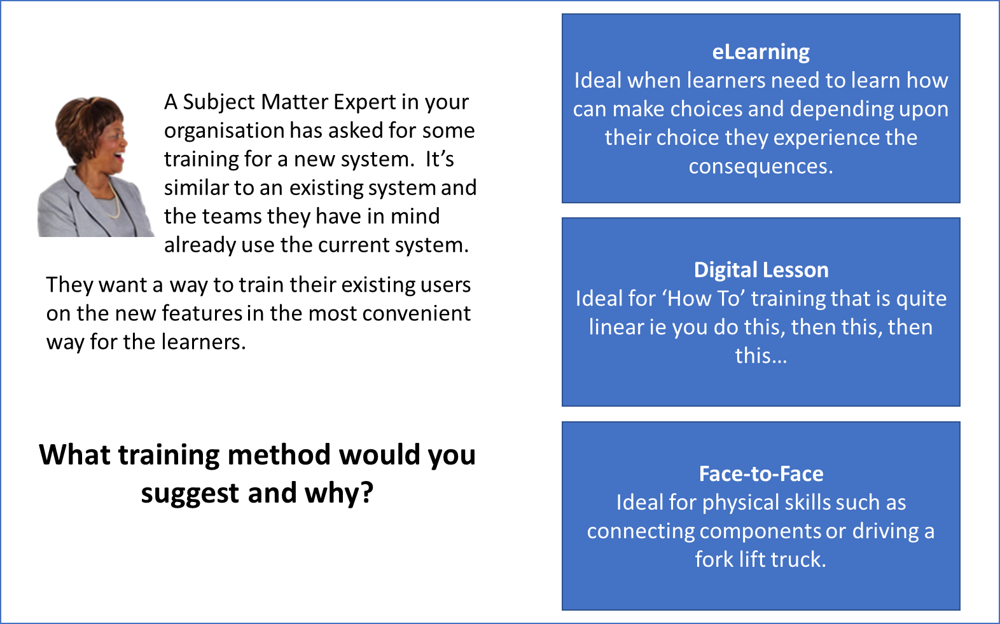 A Subject Matter Expert in your
organisation has asked for some
training for a new system.  It’s
similar to an existing system and
the teams they have in mind
already use the current system.
They want a way to train their existing users
on the new features in the most convenient
way for the learners.
What training method would you
suggest and why?
eLearning
Ideal when learners need to learn how
can make choices and depending upon
their choice they experience the
consequences.
Digital Lesson
Ideal for ‘How To’ training that is quite
linear ie you do this, then this, then
this…
Face-to-Face
Ideal for physical skills such as
connecting components or driving a
fork lift truck.